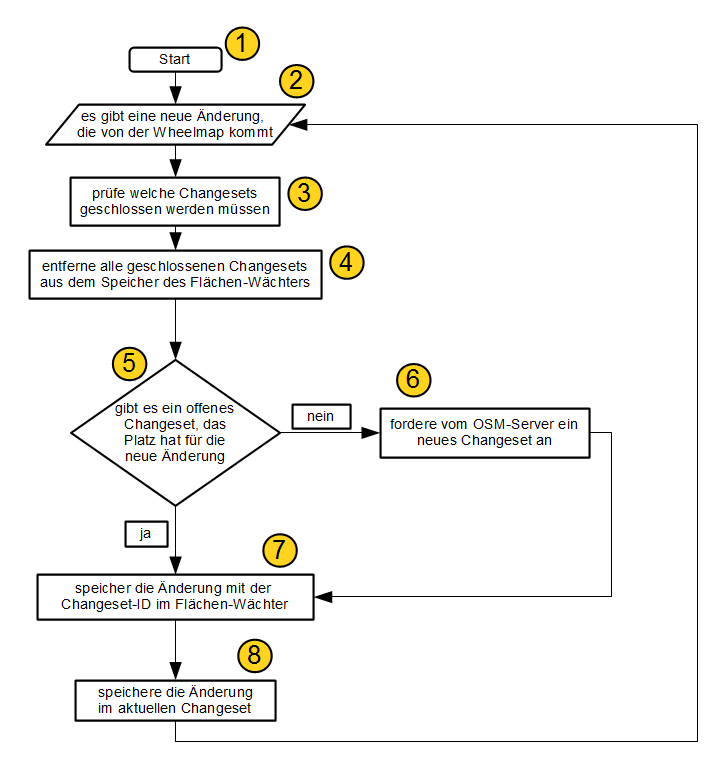 1
Start
2
es gibt eine neue Änderung,
die von der Wheelmap kommt
3
prüfe welche Changesets
geschlossen werden müssen
4
entferne alle geschlossenen Changesets
aus dem Speicher des Flächen-Wächters
5
gibt es ein offenes
Changeset, das
Platz hat für die
neue Änderung
nein
6
fordere vom OSM-Server ein
neues Changeset an
ja
7
speicher die Änderung mit der
Changeset-ID im Flächen-Wächter
8
speichere die Änderung
im aktuellen Changeset